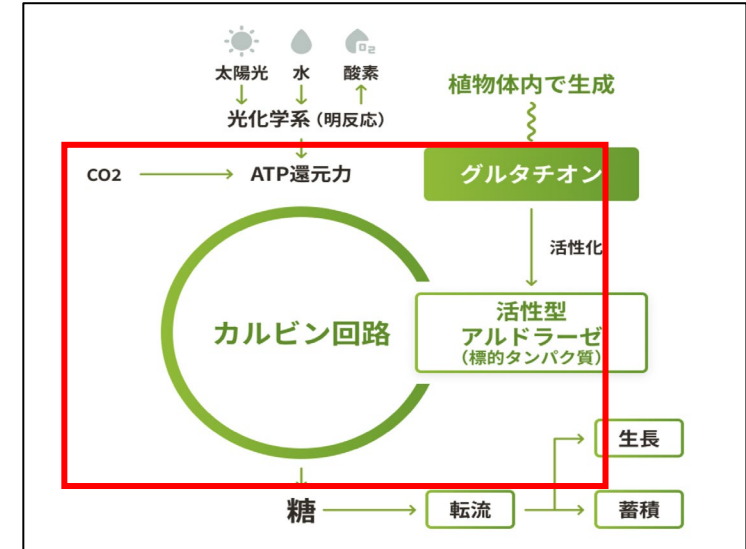 O2
太陽光 水 酸素
光化学系(明反応)
植物体内で生成
CO2
ATP還元力
グルタチオン
活性化
カルビン回路
活性型
アルドラーゼ
(標的タンパク質)
糖
転流
生長
蓄積